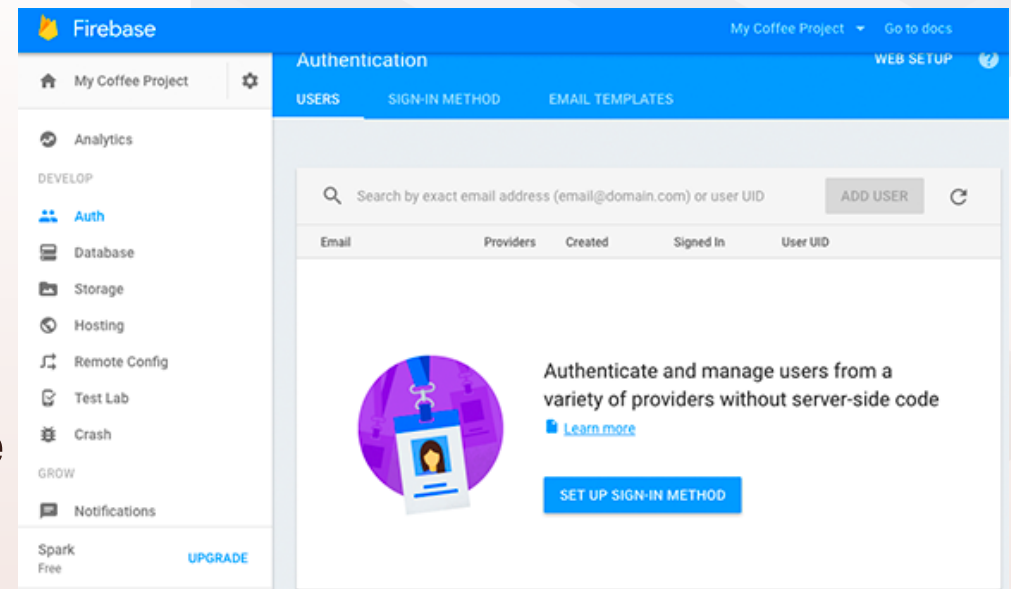 Firebase
My Coffee Project
Go to docs
My Coffee Project
Authentication
WEB SETUP
USERS
SIGN-IN METHOD
EMAIL TEMPLATES
Analytics
DEVELOP
Auth
Database
Storage
Hosting
Remote Config
Test Lab
Crash
GROW
Notifications
Spark
Free
UPGRADE
Search by exact email address (email@domain.com) or user UID
ADD USER
Email Providers Created Signed In User UID
Authenticate and manage users from a
variety of providers without server-side code
Learn more
SET UP SIGN-IN METHOD